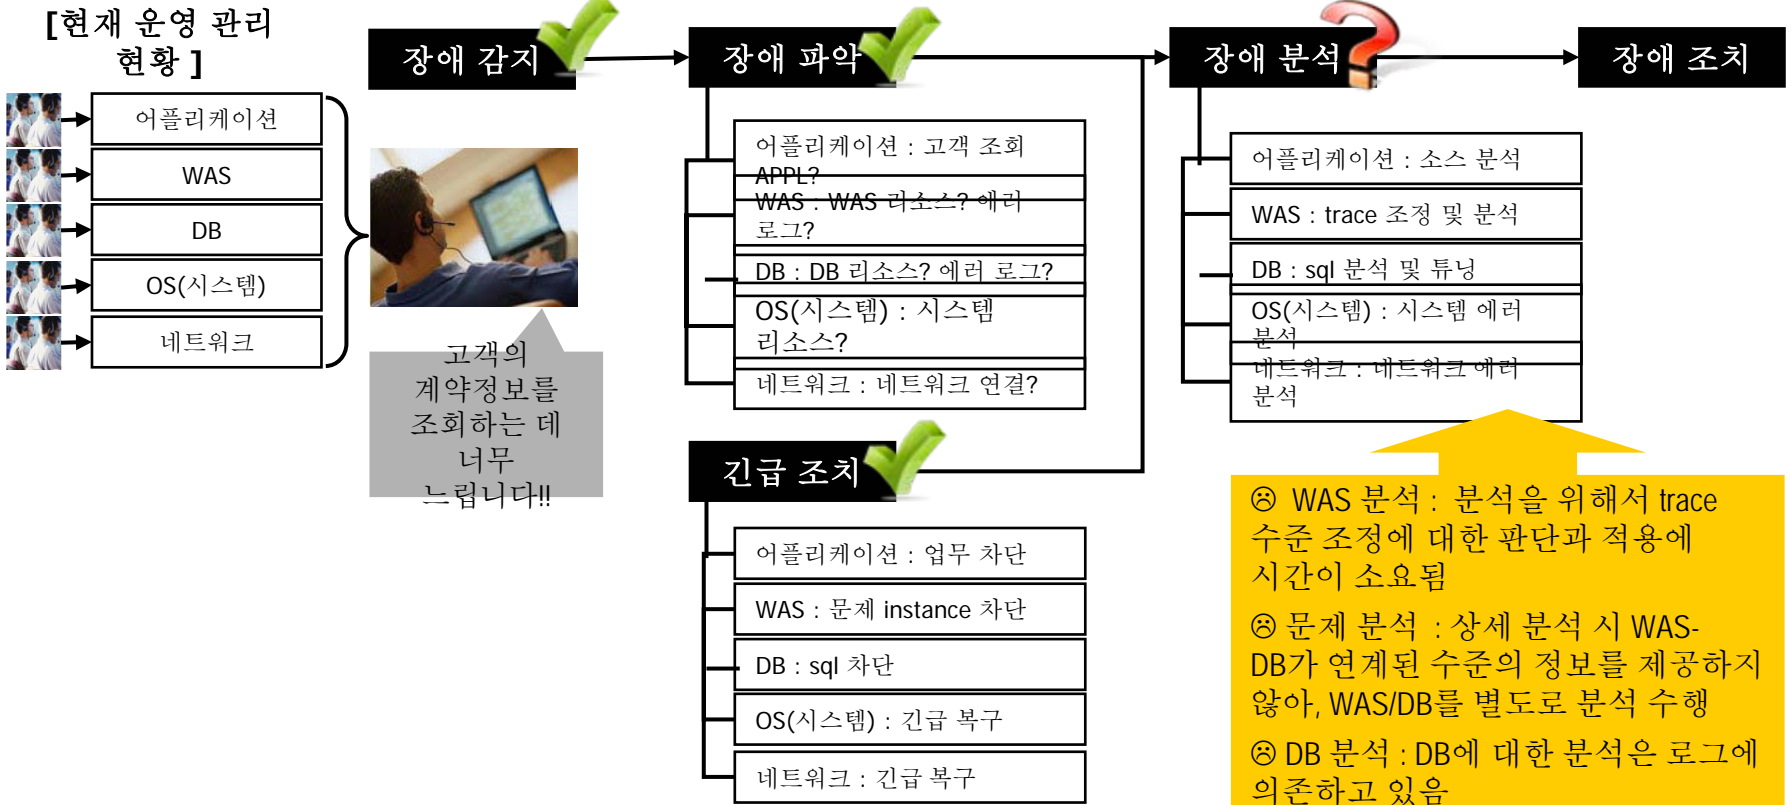 [현재 운영 관리
현황 ]
어플리케이션
WAS
DB
OS(시스템)
네트워크
장애 감지
고객의
계약정보를
조회하는 데
너무
느립니다!!
장애 파악
어플리케이션 : 고객 조회
APPL?
WAS : WAS 리소스? 에러
로그?
DB : DB 리소스? 에러 로그?
OS(시스템) : 시스템
리소스?
네트워크 : 네트워크 연결?
긴급 조치
어플리케이션 : 업무 차단
WAS : 문제 instance 차단
DB : sql 차단
OS(시스템) : 긴급 복구
네트워크 : 긴급 복구
장애 분석
어플리케이션 : 소스 분석
WAS : trace 조정 및 분석
DB : sql 분석 및 튜닝
OS(시스템) : 시스템 에러
분석
네트워크 : 네트워크 에러
분석
☹ WAS 분석 : 분석을 위해서 trace
수준 조정에 대한 판단과 적용에
시간이 소요됨
☹ 문제 분석 : 상세 분석 시 WAS-
DB가 연계된 수준의 정보를 제공하지
않아, WAS/DB를 별도로 분석 수행
☹ DB 분석 : DB에 대한 분석은 로그에
의존하고 있음
장애 조치